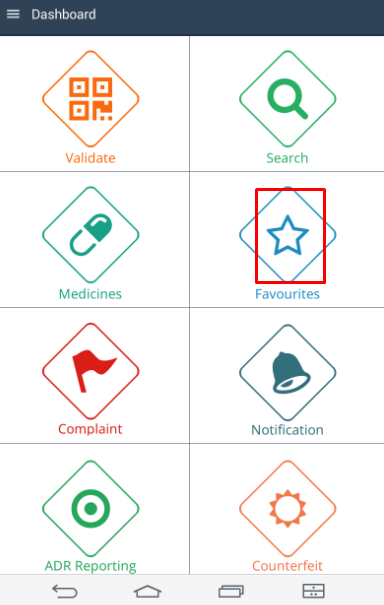 Dashboard
Validate
Search
Medicines
Favourites
Complaint
Notification
ADR Reporting
Counterfeit